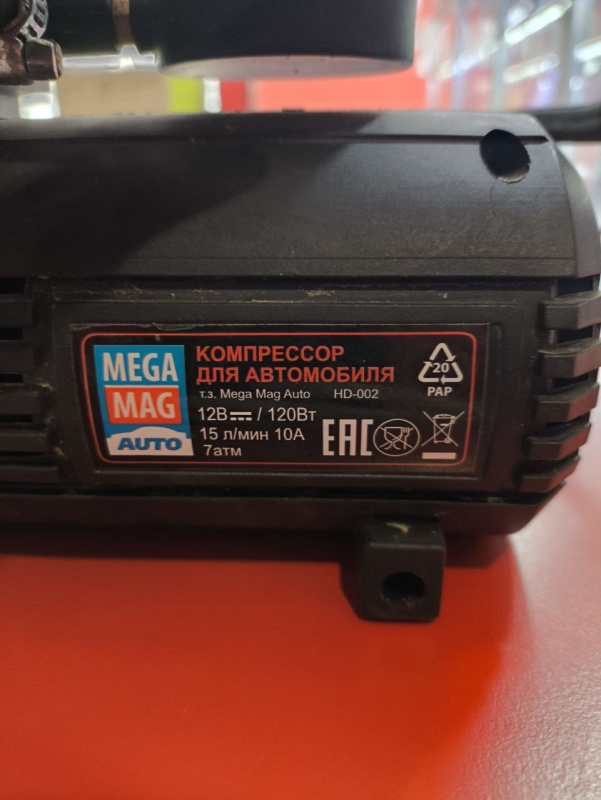 MEGA
MAG
AUTO
КОМПРЕССОР
ДЛЯ АВТОМОБИЛЯ
т.з. Mega Mag Auto HD-002
12В / 120Вт
15 л/мин 10А
7атм
EAC
20
PAP